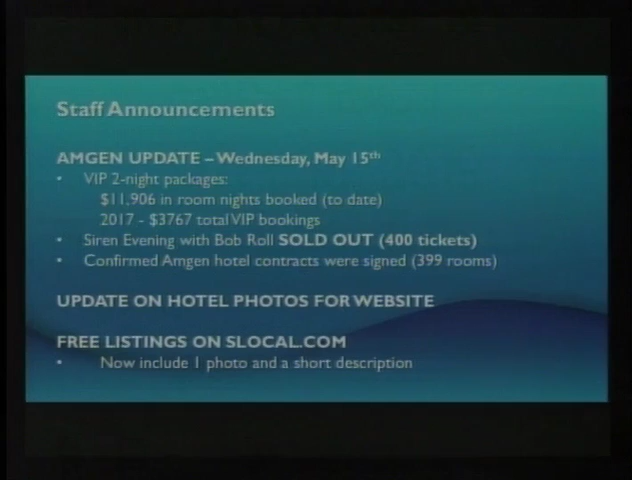 Staff Announcements
AMGEN UPDATE – Wednesday, May 15th
• VIP 2-night packages:
$11,906 in room nights booked (to date)
2017 - $3767 total VIP bookings
• Siren Evening with Bob Roll SOLD OUT (400 tickets)
• Confirmed Amgen hotel contracts were signed (399 rooms)
UPDATE ON HOTEL PHOTOS FOR WEBSITE
FREE LISTINGS ON SLOCAL.COM
• Now include 1 photo and a short description